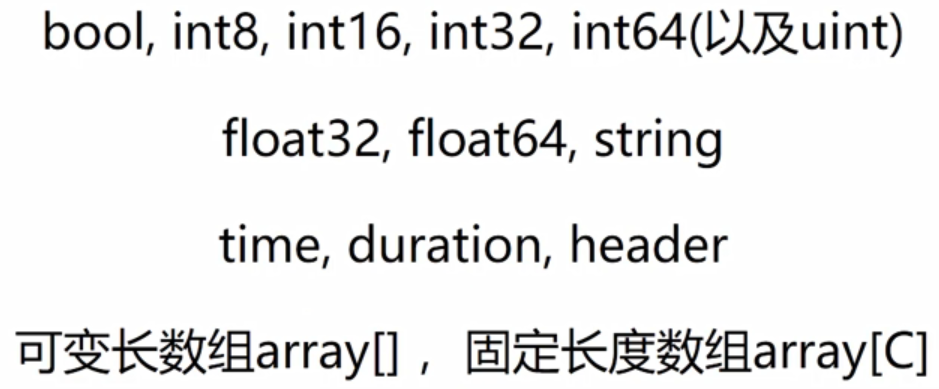 bool, int8, int16, int32, int64(以及uint)
float32, float64, string
time, duration, header
可变长数组array[] ，固定长度数组array[C]